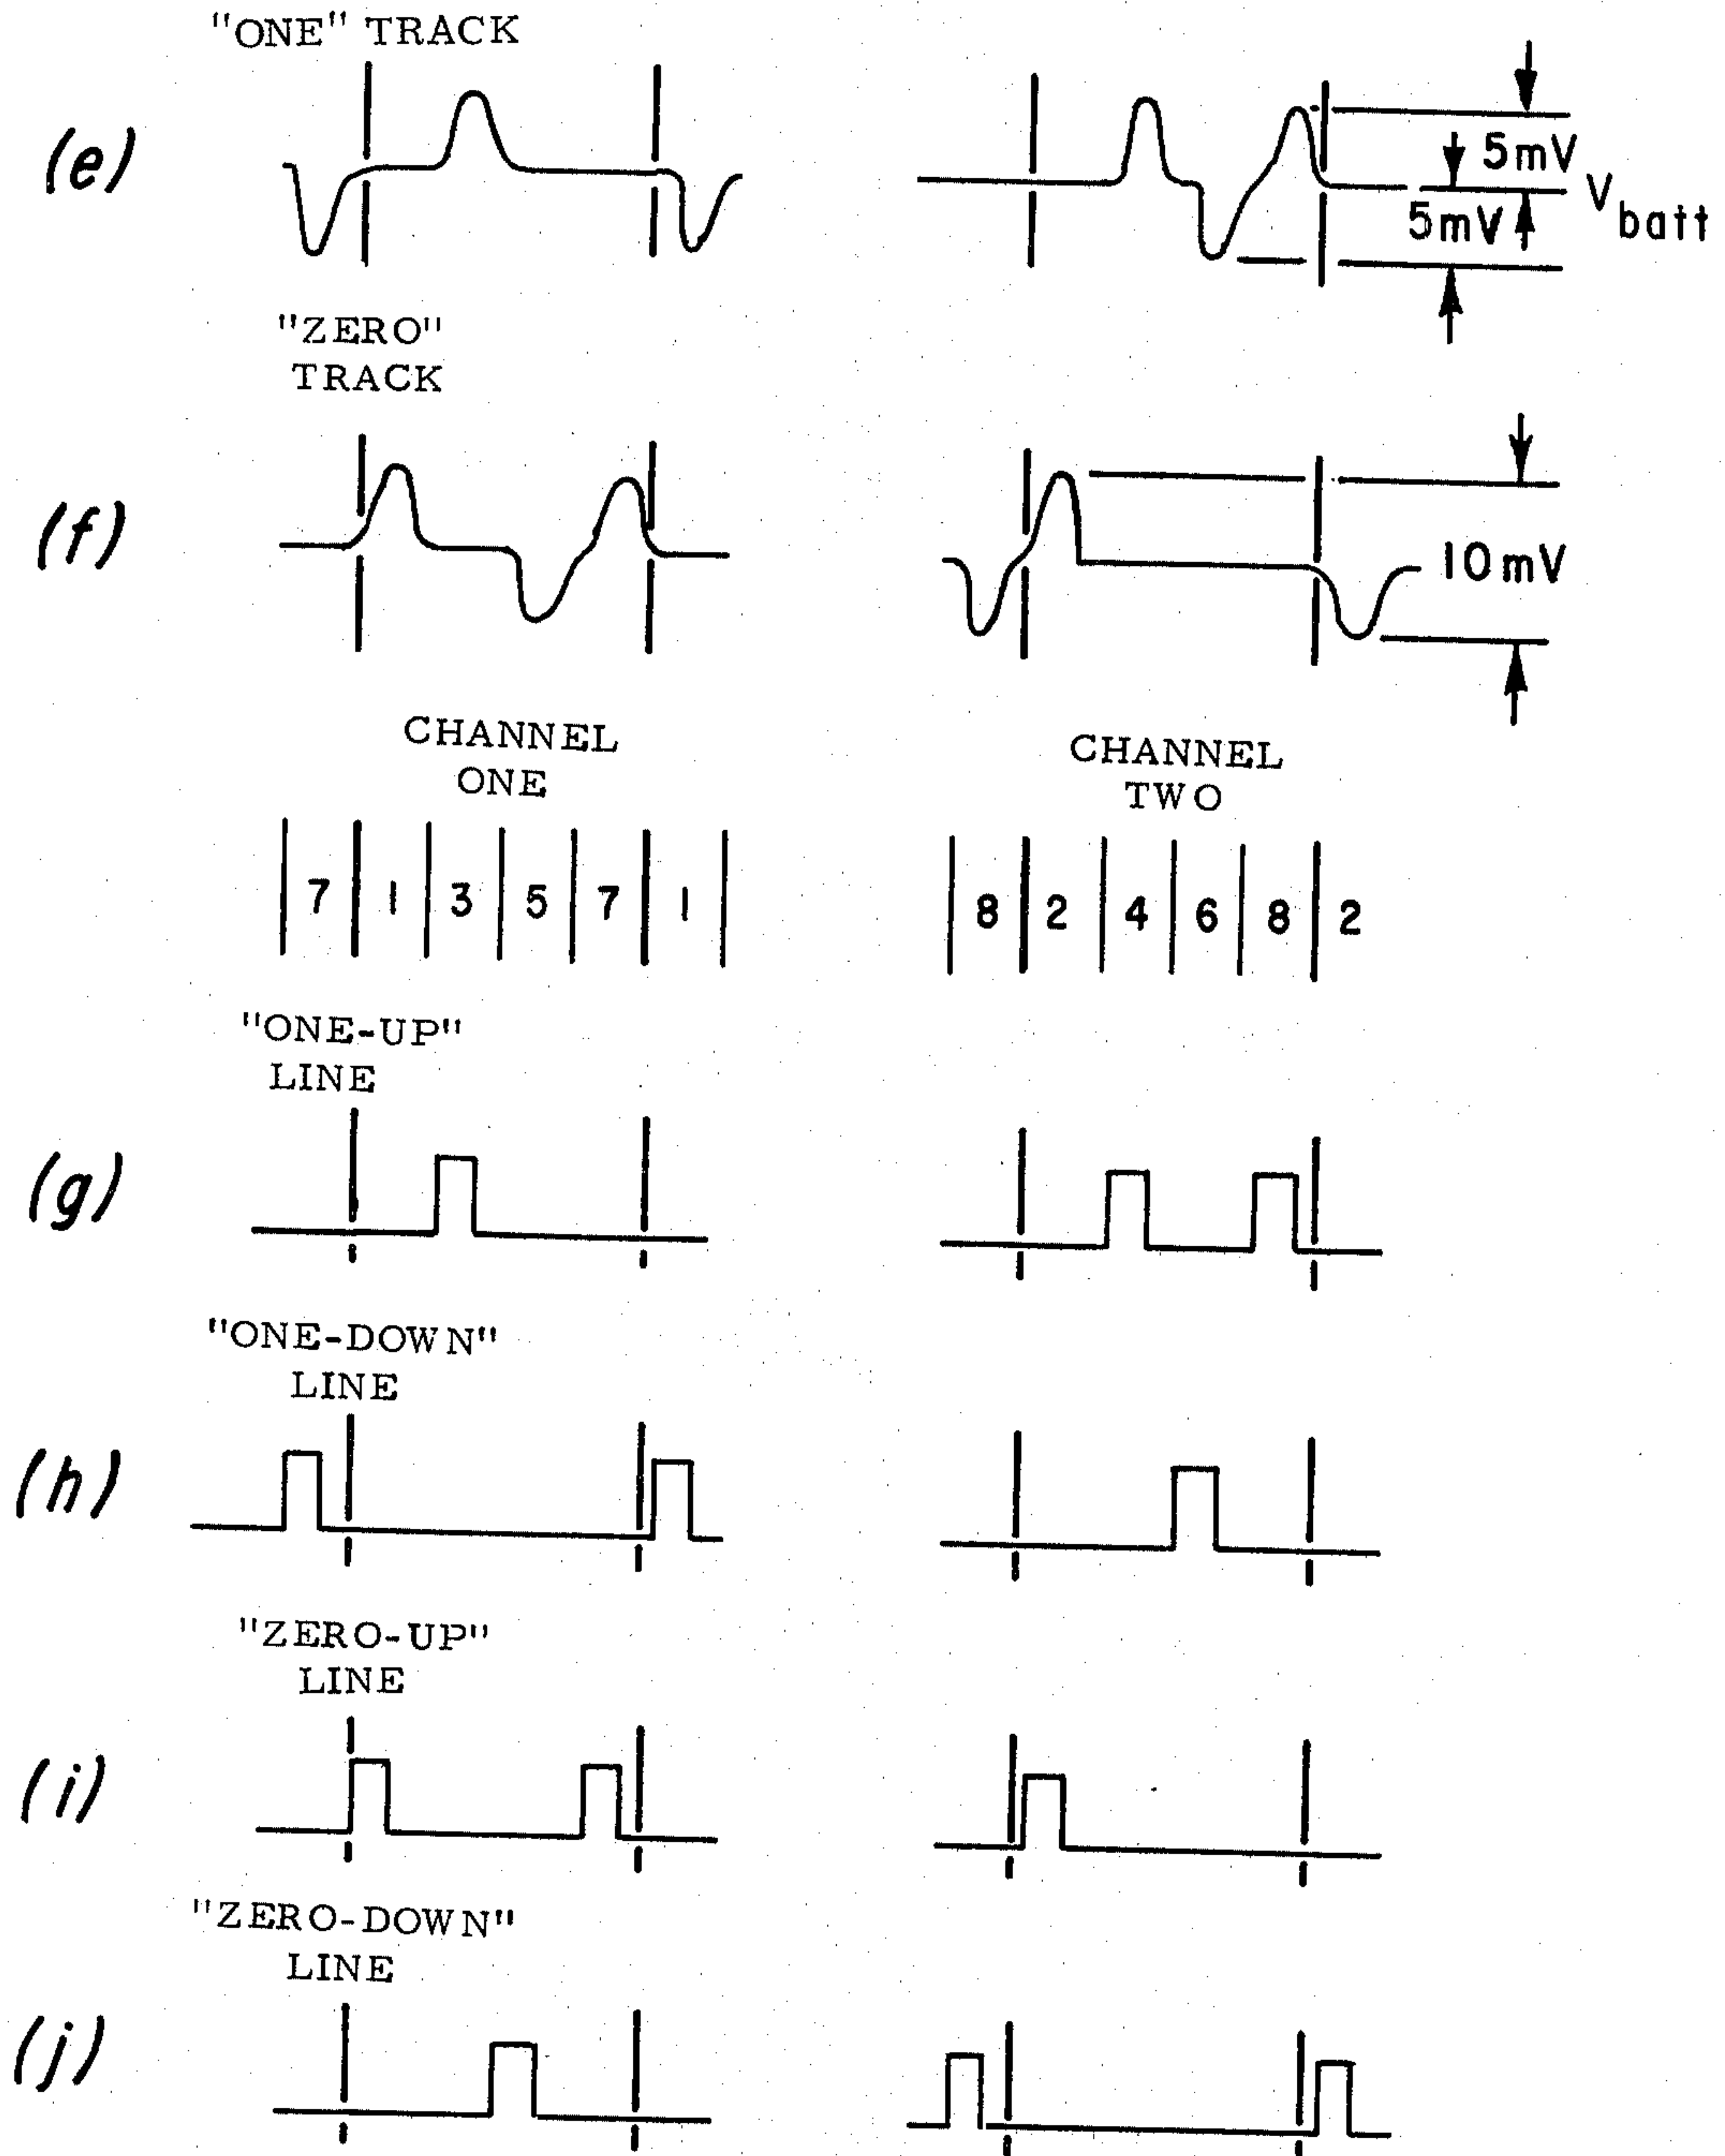 "ONE" TRACK
(e)
5mV
V batt
5mV
"ZERO"
TRACK
(f)
10mV
CHANNEL
ONE
CHANNEL
TWO
7 1 3 5 7 1
8 2 4 6 8 2
"ONE-UP"
LINE
(g)
"ONE-DOWN"
LINE
(h)
"ZERO-UP"
LINE
(i)
"ZERO-DOWN"
LINE
(j)